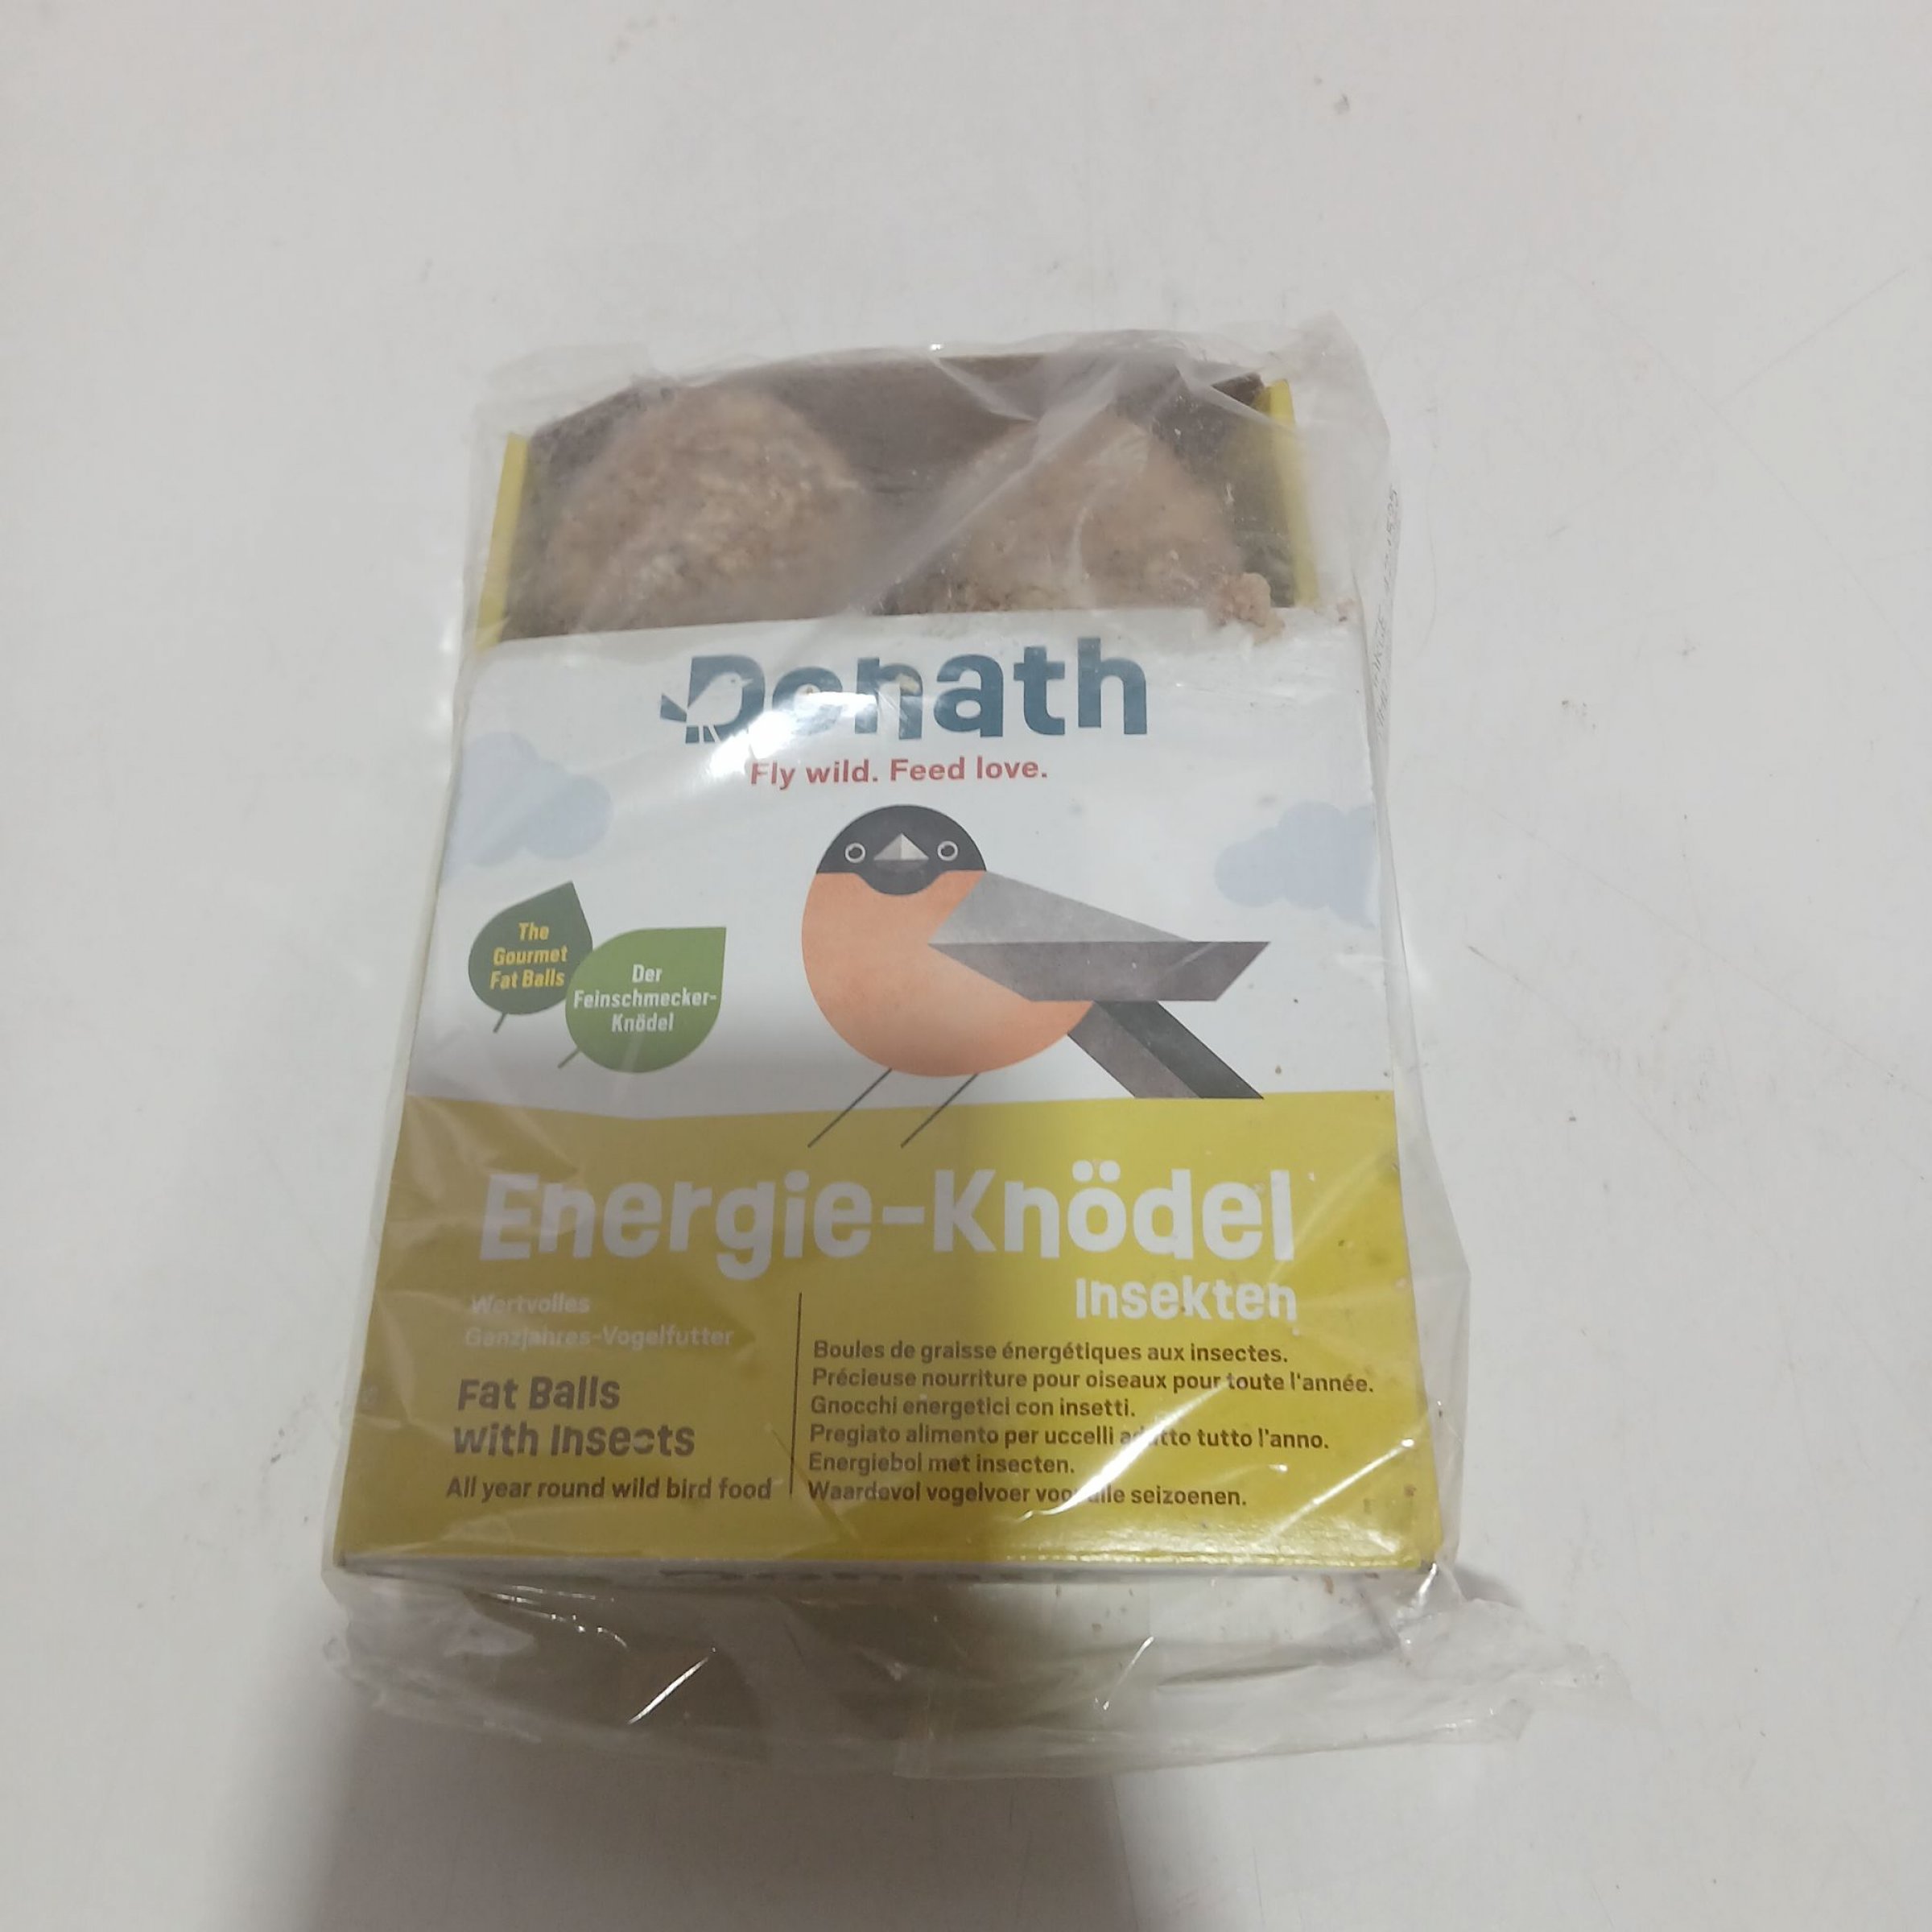 Donath
Fly wild. Feed love.
The
Gourmet
Fat Balls
Der
Feinschmecker-
Knödel
Energie-Knödel
Insekten
Wertvolles
Ganzjahres-Vogelfutter
Fat Balls
with Insects
All year round wild bird food
Boules de graisse énergétiques aux insectes.
Précieuse nourriture pour oiseaux pour toute l'année.
Gnocchi energetici con insetti.
Pregiato alimento per uccelli adatto tutto l'anno.
Energiebol met insecten.
Waardevol vogelvoer voor alle seizoenen.